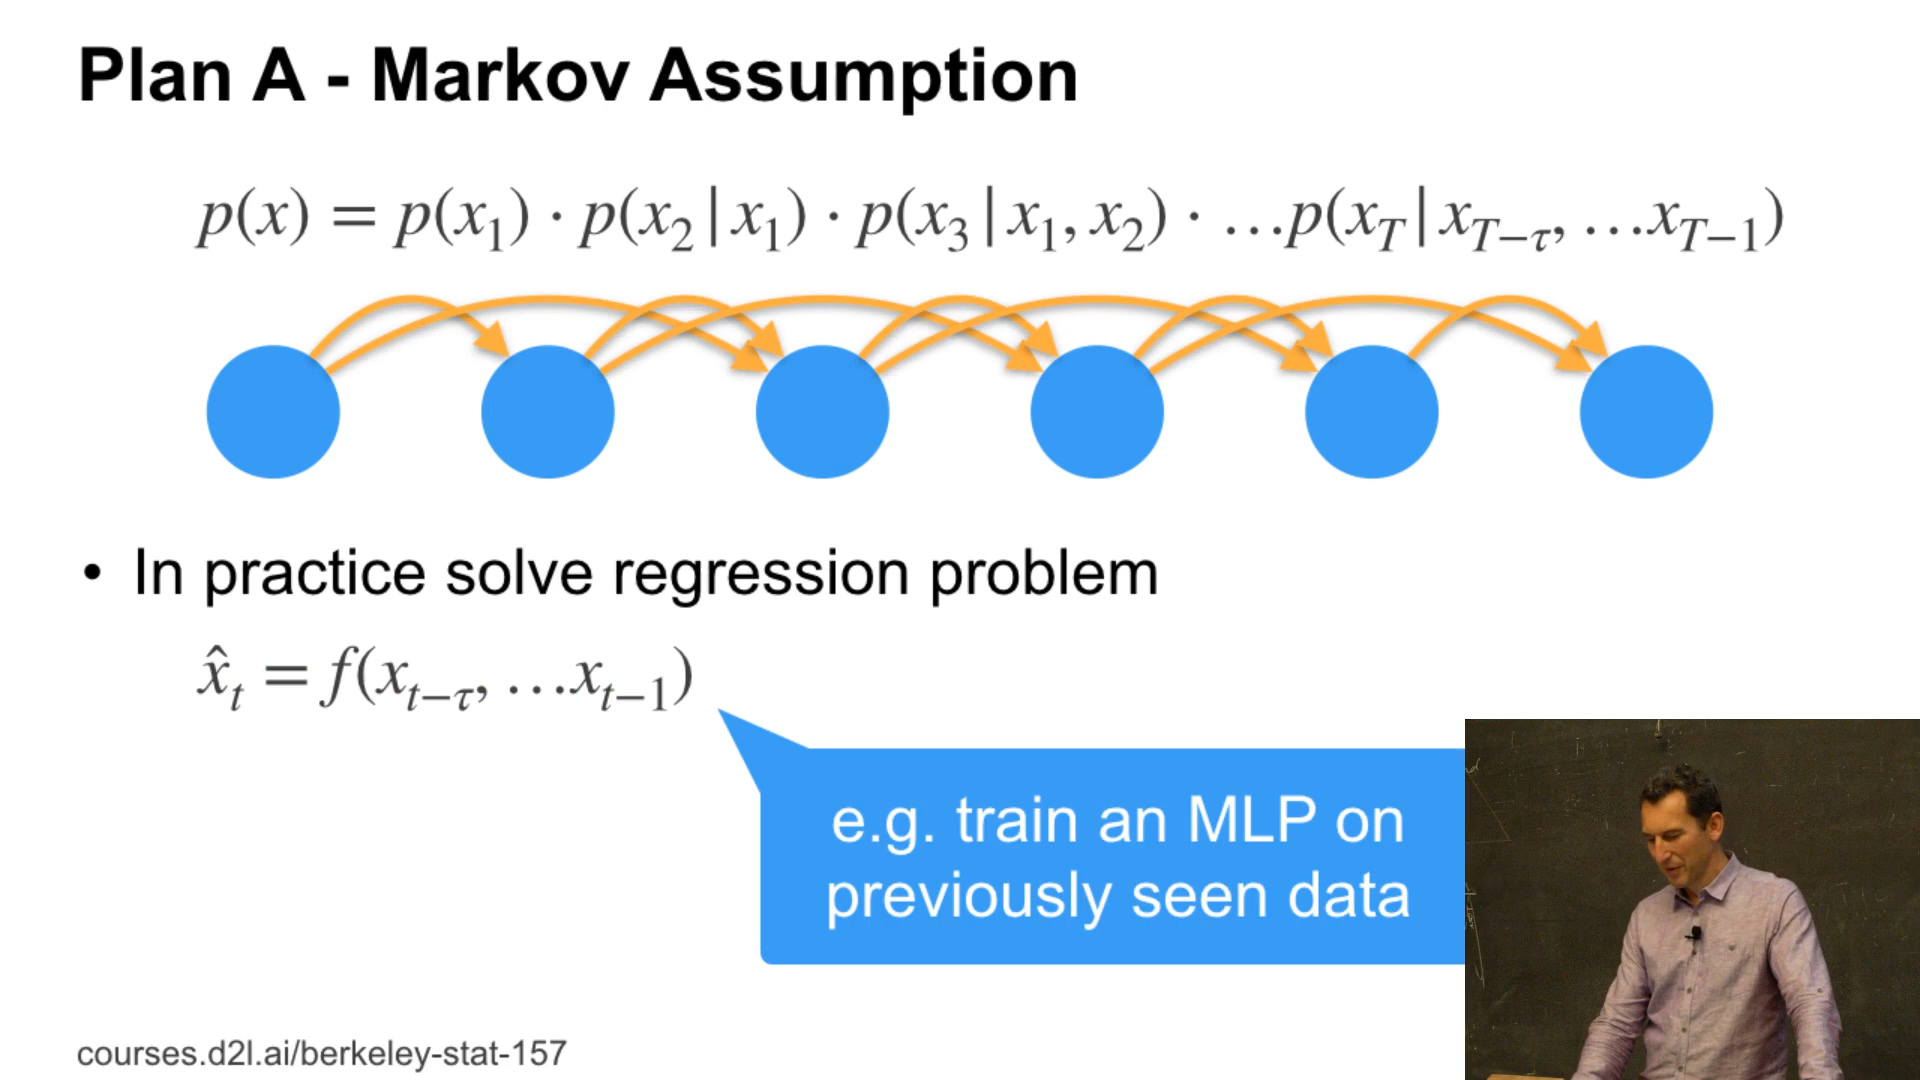 Plan A - Markov Assumption
p(x) = p(x₁) · p(x₂|x₁) · p(x₃|x₁, x₂) · …p(x_T|x_{T−τ}, …x_{T−1})
• In practice solve regression problem
x̂_t = f(x_{t−τ}, …x_{t−1})
e.g. train an MLP on
previously seen data
courses.d2l.ai/berkeley-stat-157